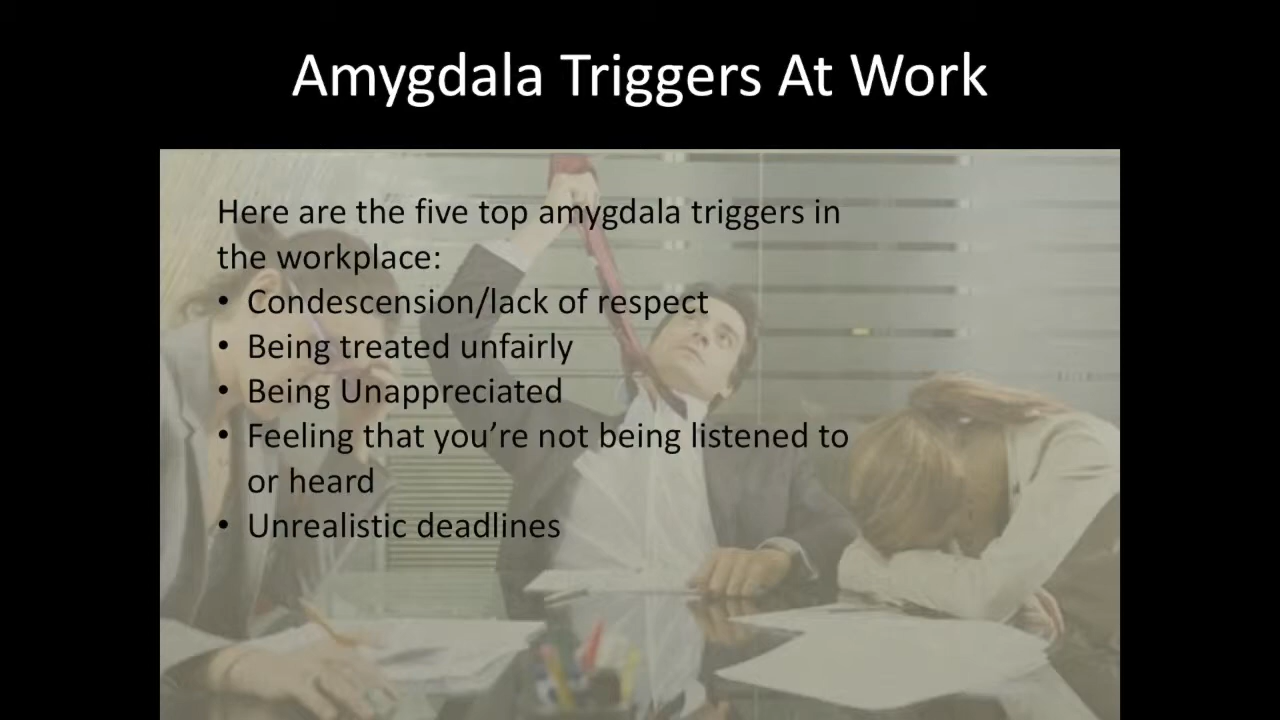 Amygdala Triggers At Work
Here are the five top amygdala triggers in
the workplace:
• Condescension/lack of respect
• Being treated unfairly
• Being Unappreciated
• Feeling that you’re not being listened to
or heard
• Unrealistic deadlines